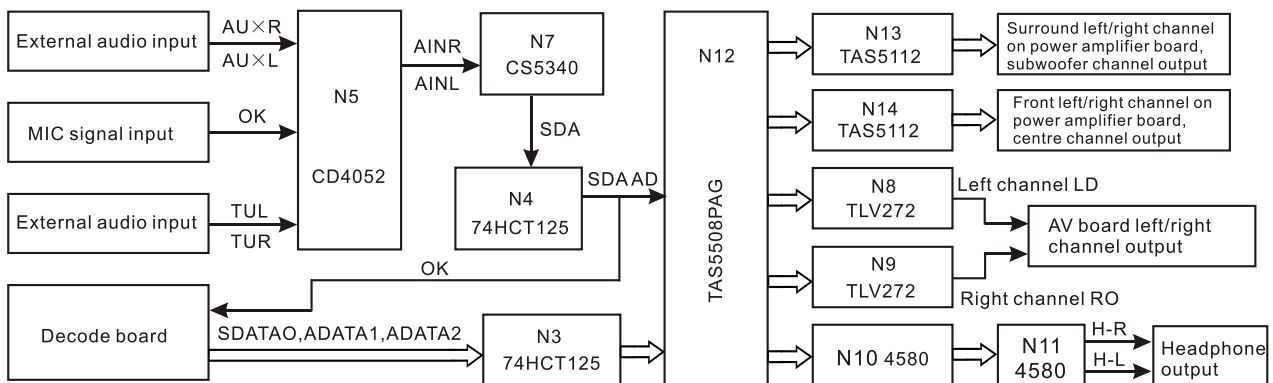 External audio input
AU×R
AU×L
MIC signal input
OK
External audio input
TUL
TUR
N5
CD4052
AINR
AINL
N7
CS5340
SDA
N4
74HCT125
SDAAD
OK
Decode board
SDATAO,ADATA1,ADATA2
N3
74HCT125
N12
TAS5508PAG
N13
TAS5112
Surround left/right channel
on power amplifier board,
subwoofer channel output
N14
TAS5112
Front left/right channel on
power amplifier board,
centre channel output
N8
TLV272
Left channel LD
N9
TLV272
Right channel RO
AV board left/right
channel output
N10 4580
N11
4580
H-R
H-L
Headphone
output